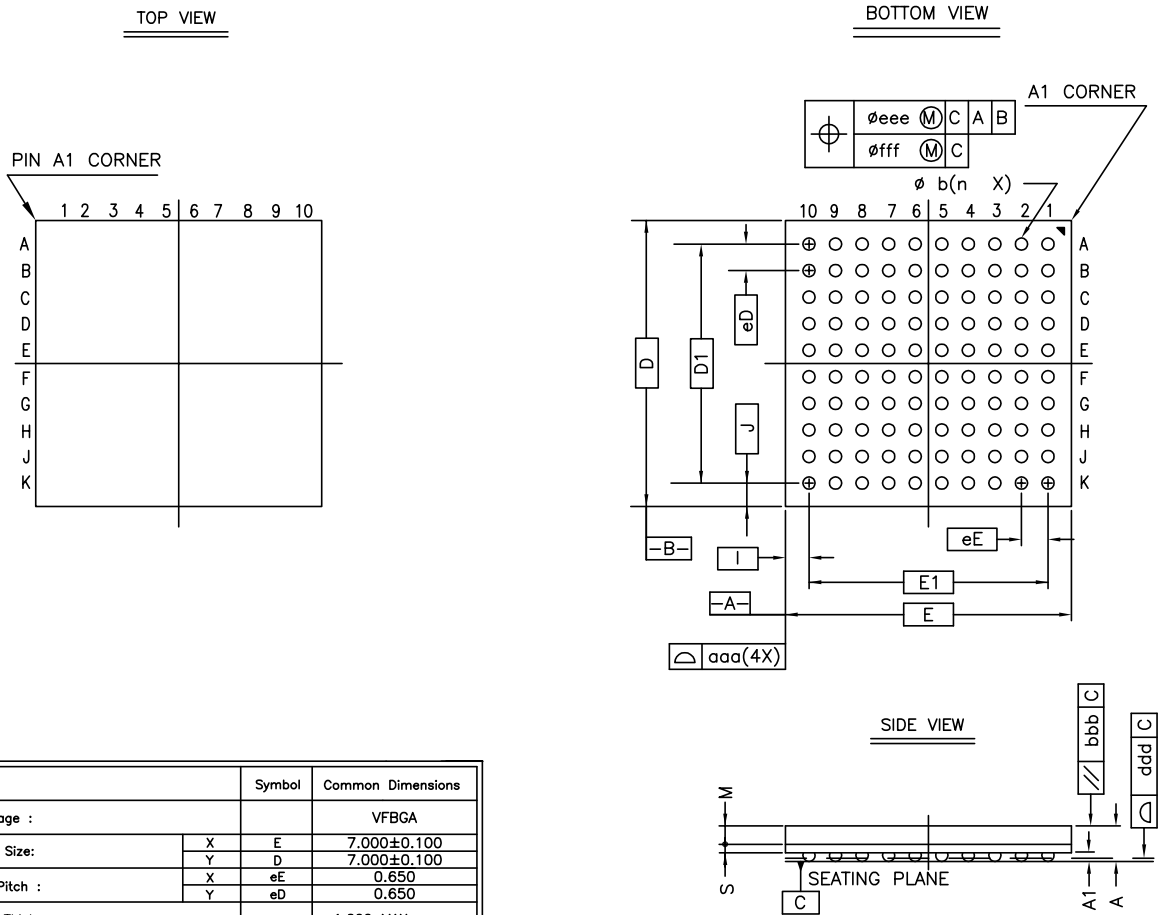 TOP VIEW
BOTTOM VIEW
A1 CORNER
øeee Ⓜ C A B
øfff Ⓜ C
PIN A1 CORNER
ø b(n X)
1 2 3 4 5 6 7 8 9 10
10 9 8 7 6 5 4 3 2 1
A
B
C
D
E
F
G
H
J
K
A
B
C
D
E
F
G
H
J
K
eD
D
D1
J
-B-
I
eE
E1
-A-
E
aaa(4X)
SIDE VIEW
bbb C
ddd C
M
S
SEATING PLANE
C
A1
A
Symbol Common Dimensions
age : VFBGA
Size: X E 7.000±0.100
Y D 7.000±0.100
Pitch : X eE 0.650
Y eD 0.650